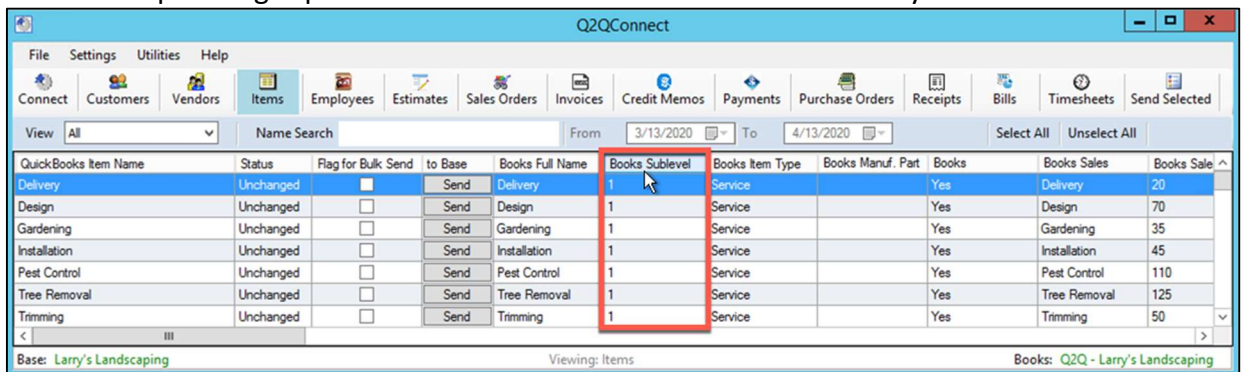 Q2QConnect
File Settings Utilities Help
Connect Customers Vendors Items Employees Estimates Sales Orders Invoices Credit Memos Payments Purchase Orders Receipts Bills Timesheets Send Selected
View All Name Search From 3/13/2020 To 4/13/2020 Select All Unselect All
QuickBooks Item Name Status Flag for Bulk Send to Base Books Full Name Books Sublevel Books Item Type Books Manuf. Part Books Books Sales Books Sale
Delivery Unchanged Send Delivery 1 Service Yes Delivery 20
Design Unchanged Send Design 1 Service Yes Design 70
Gardening Unchanged Send Gardening 1 Service Yes Gardening 35
Installation Unchanged Send Installation 1 Service Yes Installation 45
Pest Control Unchanged Send Pest Control 1 Service Yes Pest Control 110
Tree Removal Unchanged Send Tree Removal 1 Service Yes Tree Removal 125
Trimming Unchanged Send Trimming 1 Service Yes Trimming 50
Base: Larry's Landscaping Viewing: Items Books: Q2Q - Larry's Landscaping